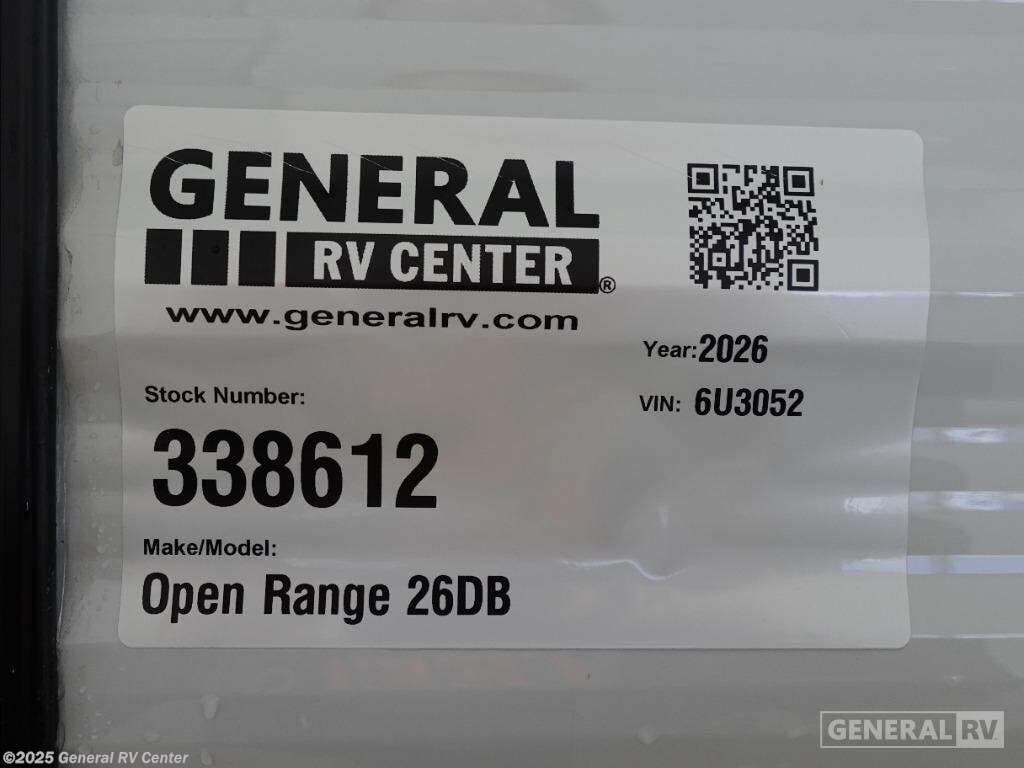 GENERAL
RV CENTER®
www.generalrv.com
Year: 2026
VIN: 6U3052
Stock Number:
338612
Make/Model:
Open Range 26DB
GENERAL RV
©2025 General RV Center